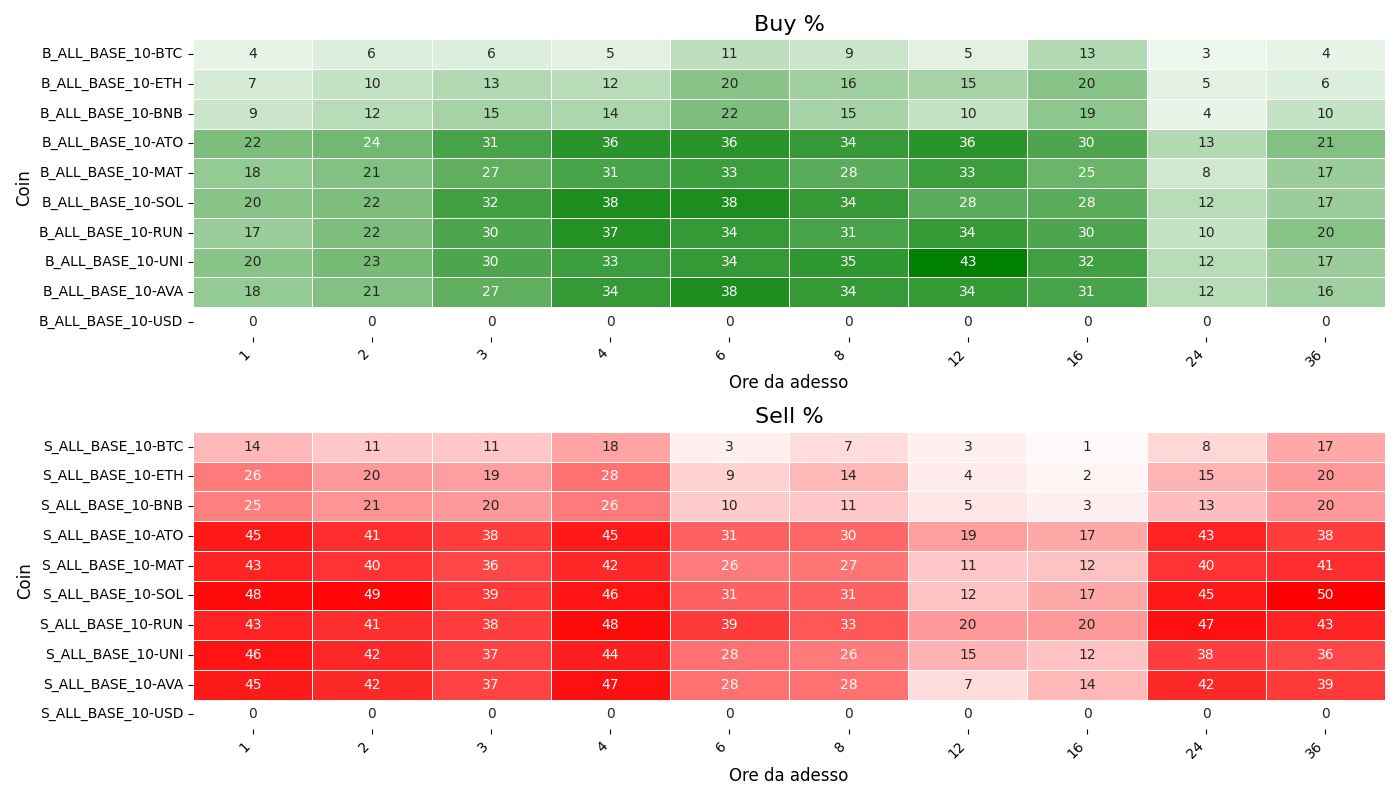 Buy %
Coin
B_ALL_BASE_10-BTC 4 6 6 5 11 9 5 13 3 4
B_ALL_BASE_10-ETH 7 10 13 12 20 16 15 20 5 6
B_ALL_BASE_10-BNB 9 12 15 14 22 15 10 19 4 10
B_ALL_BASE_10-ATO 22 24 31 36 36 34 36 30 13 21
B_ALL_BASE_10-MAT 18 21 27 31 33 28 33 25 8 17
B_ALL_BASE_10-SOL 20 22 32 38 38 34 28 28 12 17
B_ALL_BASE_10-RUN 17 22 30 37 34 31 34 30 10 20
B_ALL_BASE_10-UNI 20 23 30 33 34 35 43 32 12 17
B_ALL_BASE_10-AVA 18 21 27 34 38 34 34 31 12 16
B_ALL_BASE_10-USD 0 0 0 0 0 0 0 0 0 0
1 2 3 4 6 8 12 16 24 36
Ore da adesso
Sell %
Coin
S_ALL_BASE_10-BTC 14 11 11 18 3 7 3 1 8 17
S_ALL_BASE_10-ETH 26 20 19 28 9 14 4 2 15 20
S_ALL_BASE_10-BNB 25 21 20 26 10 11 5 3 13 20
S_ALL_BASE_10-ATO 45 41 38 45 31 30 19 17 43 38
S_ALL_BASE_10-MAT 43 40 36 42 26 27 11 12 40 41
S_ALL_BASE_10-SOL 48 49 39 46 31 31 12 17 45 50
S_ALL_BASE_10-RUN 43 41 38 48 39 33 20 20 47 43
S_ALL_BASE_10-UNI 46 42 37 44 28 26 15 12 38 36
S_ALL_BASE_10-AVA 45 42 37 47 28 28 7 14 42 39
S_ALL_BASE_10-USD 0 0 0 0 0 0 0 0 0 0
1 2 3 4 6 8 12 16 24 36
Ore da adesso